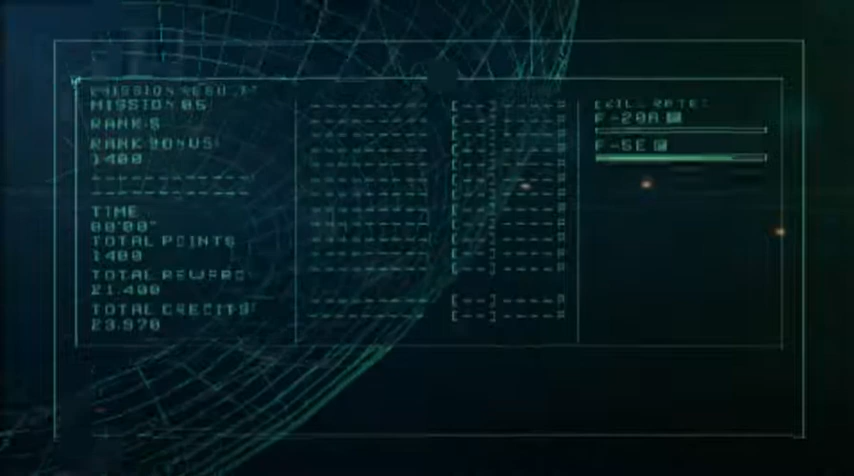 MISSION 05
RANK:S
RANK BONUS:
1400
TIME
00'00"
TOTAL POINTS
1400
TOTAL REWARD
21.400
TOTAL CREDITS
23.970
F-20A
F-5E